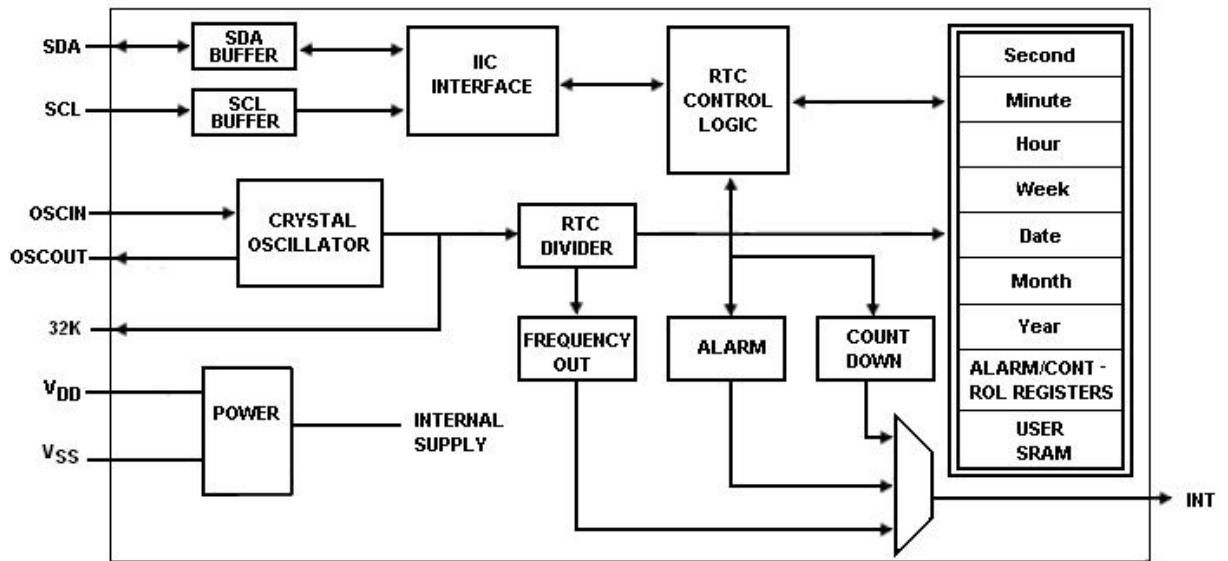 SDA
SDA
BUFFER
SCL
SCL
BUFFER
IIC
INTERFACE
RTC
CONTROL
LOGIC
Second
Minute
Hour
Week
Date
Month
Year
ALARM/CONT -
ROL REGISTERS
USER
SRAM
OSCIN
OSCOUT
CRYSTAL
OSCILLATOR
RTC
DIVIDER
32K
FREQUENCY
OUT
ALARM
COUNT
DOWN
VDD
VSS
POWER
INTERNAL
SUPPLY
INT